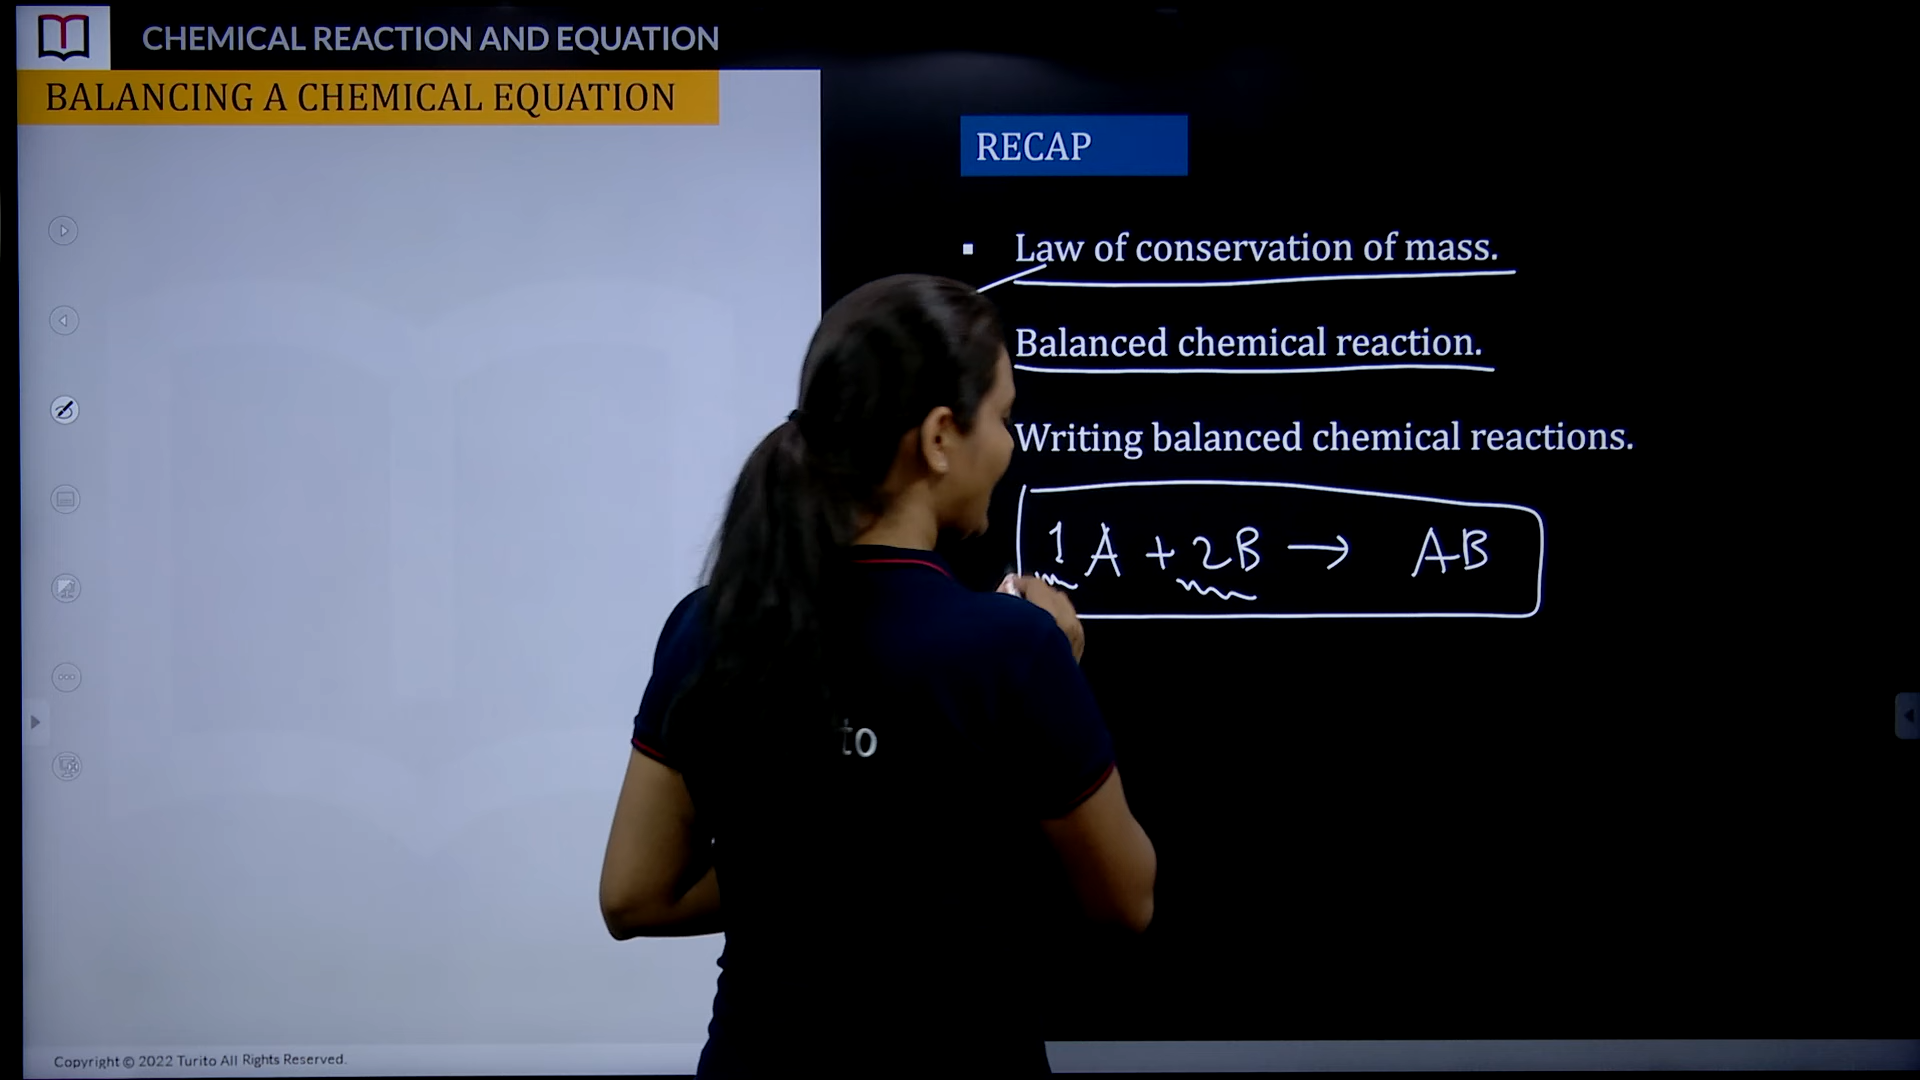 CHEMICAL REACTION AND EQUATION
BALANCING A CHEMICAL EQUATION
RECAP
▪ Law of conservation of mass.
Balanced chemical reaction.
Writing balanced chemical reactions.
1 A + 2B → AB
to
Copyright © 2022 Turito All Rights Reserved.